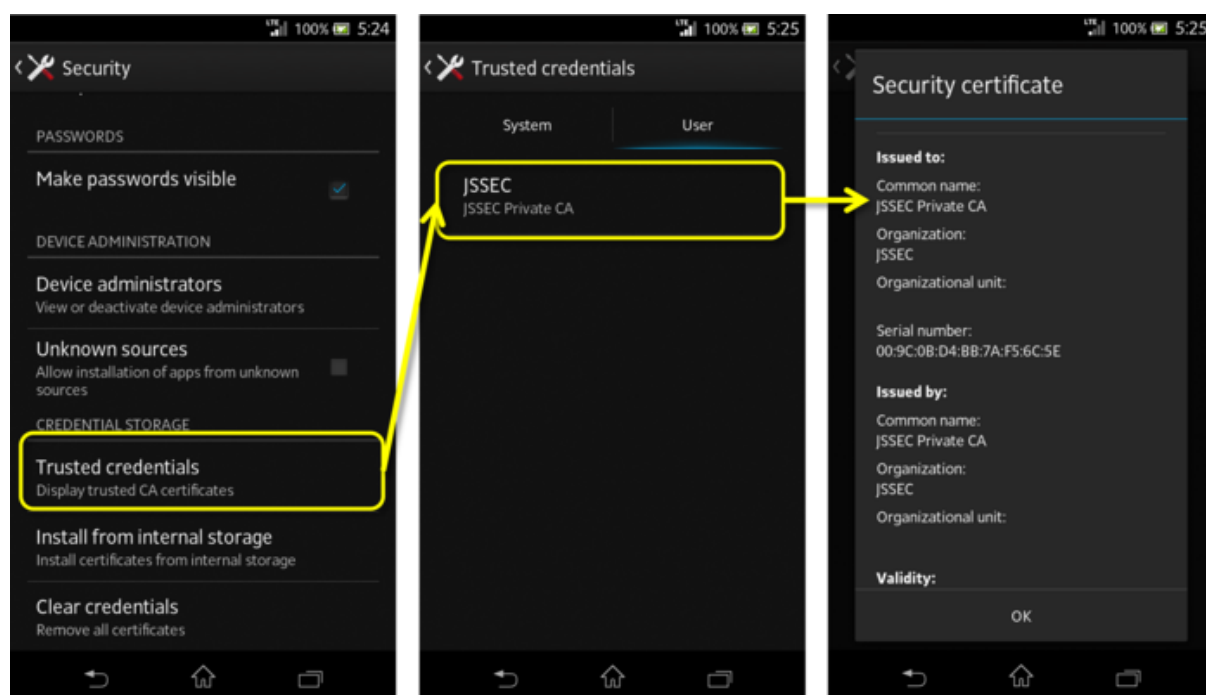 LTE 100% 5:24
Security
PASSWORDS
Make passwords visible
DEVICE ADMINISTRATION
Device administrators
View or deactivate device administrators
Unknown sources
Allow installation of apps from unknown
sources
CREDENTIAL STORAGE
Trusted credentials
Display trusted CA certificates
Install from internal storage
Install certificates from internal storage
Clear credentials
Remove all certificates
LTE 100% 5:25
Trusted credentials
System User
JSSEC
JSSEC Private CA
LTE 100% 5:25
Security certificate
Issued to:
Common name:
JSSEC Private CA
Organization:
JSSEC
Organizational unit:
Serial number:
00:9C:0B:D4:BB:7A:F5:6C:5E
Issued by:
Common name:
JSSEC Private CA
Organization:
JSSEC
Organizational unit:
Validity:
OK